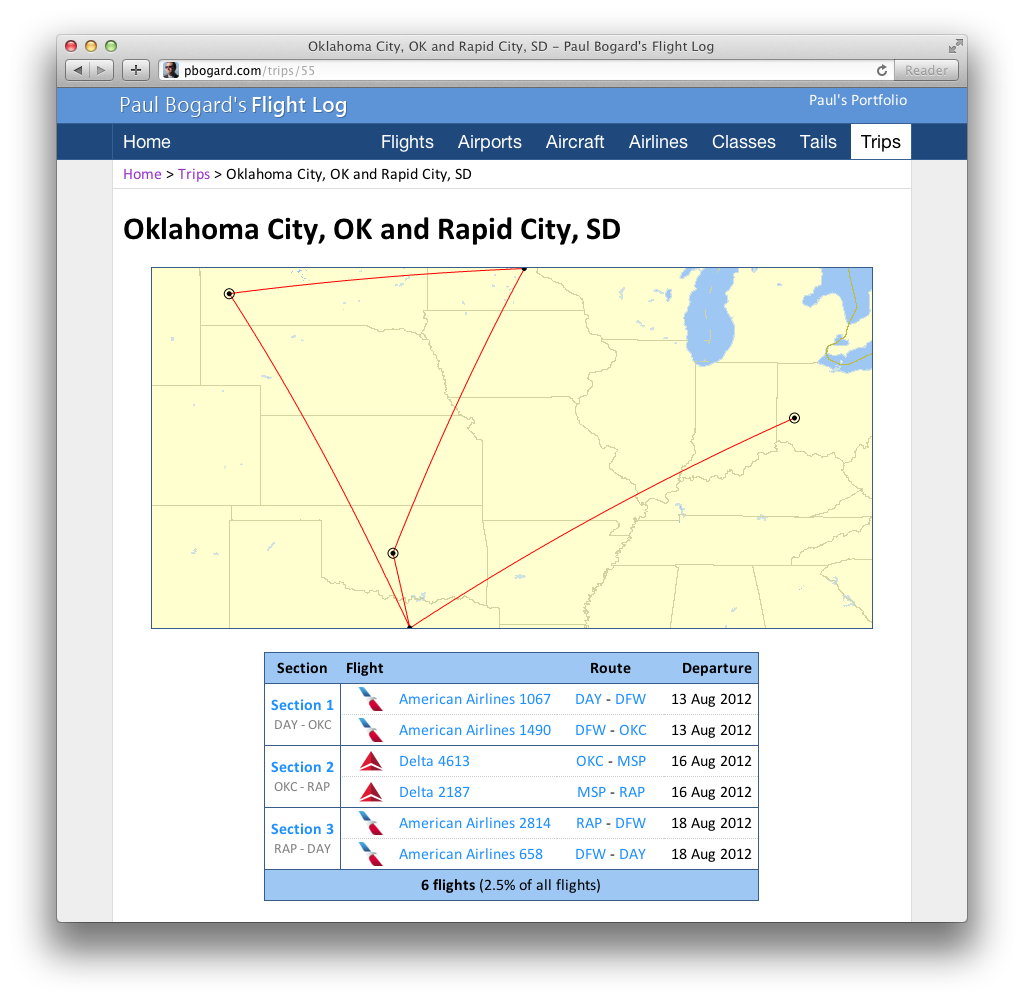 Oklahoma City, OK and Rapid City, SD – Paul Bogard's Flight Log
pbogard.com/trips/55
Reader
Paul Bogard's Flight Log
Paul's Portfolio
Home Flights Airports Aircraft Airlines Classes Tails Trips
Home > Trips > Oklahoma City, OK and Rapid City, SD
Oklahoma City, OK and Rapid City, SD
Section Flight Route Departure
Section 1
DAY - OKC
American Airlines 1067 DAY - DFW 13 Aug 2012
American Airlines 1490 DFW - OKC 13 Aug 2012
Section 2
OKC - RAP
Delta 4613 OKC - MSP 16 Aug 2012
Delta 2187 MSP - RAP 16 Aug 2012
Section 3
RAP - DAY
American Airlines 2814 RAP - DFW 18 Aug 2012
American Airlines 658 DFW - DAY 18 Aug 2012
6 flights (2.5% of all flights)